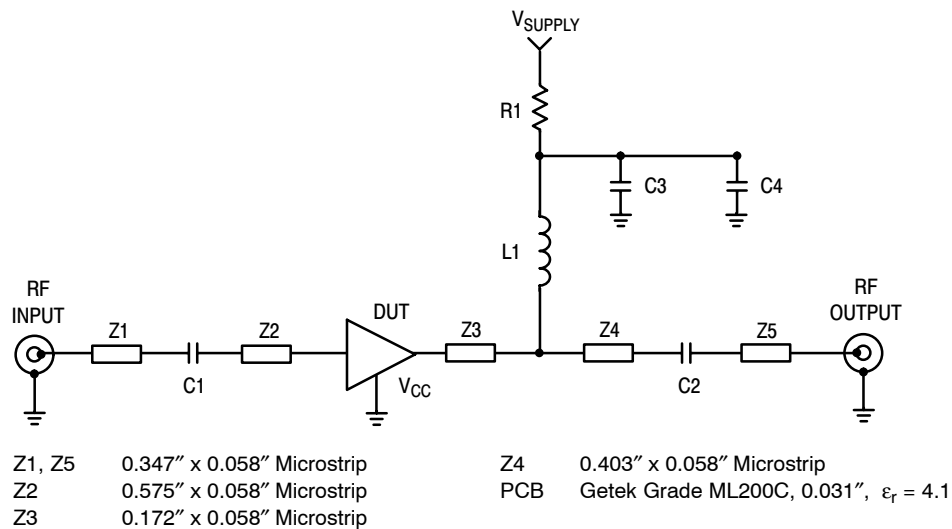 VSUPPLY
R1
C3
C4
L1
RF
INPUT
DUT
RF
OUTPUT
Z1
Z2
Z3
Z4
Z5
C1
VCC
C2
Z1, Z5 0.347″ x 0.058″ Microstrip
Z2 0.575″ x 0.058″ Microstrip
Z3 0.172″ x 0.058″ Microstrip
Z4 0.403″ x 0.058″ Microstrip
PCB Getek Grade ML200C, 0.031″, εr = 4.1